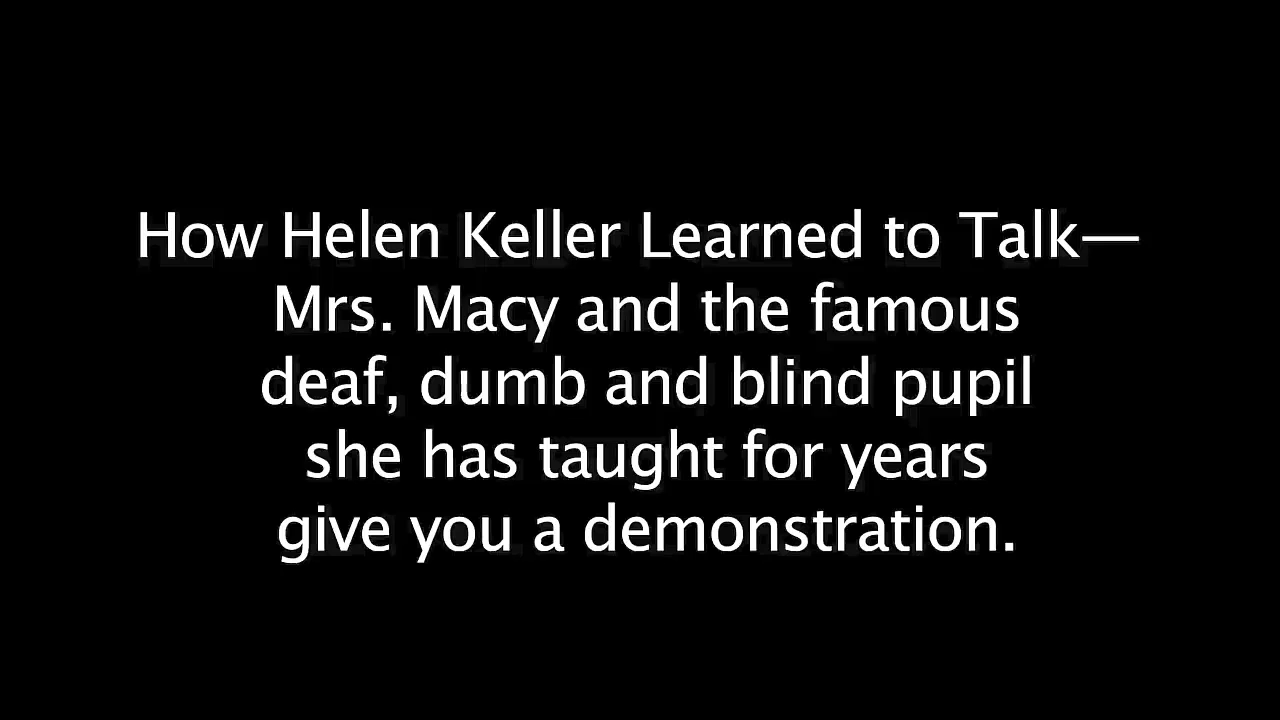 How Helen Keller Learned to Talk—
Mrs. Macy and the famous
deaf, dumb and blind pupil
she has taught for years
give you a demonstration.